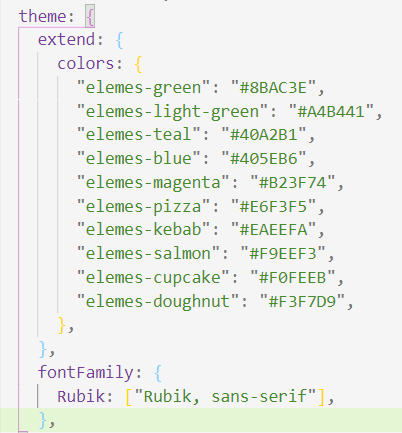 theme: {
extend: {
colors: {
"elemes-green": "#8BAC3E",
"elemes-light-green": "#A4B441",
"elemes-teal": "#40A2B1",
"elemes-blue": "#405EB6",
"elemes-magenta": "#B23F74",
"elemes-pizza": "#E6F3F5",
"elemes-kebab": "#EAEEFA",
"elemes-salmon": "#F9EEF3",
"elemes-cupcake": "#F0FEEB",
"elemes-doughnut": "#F3F7D9",
},
},
fontFamily: {
Rubik: ["Rubik, sans-serif"],
},